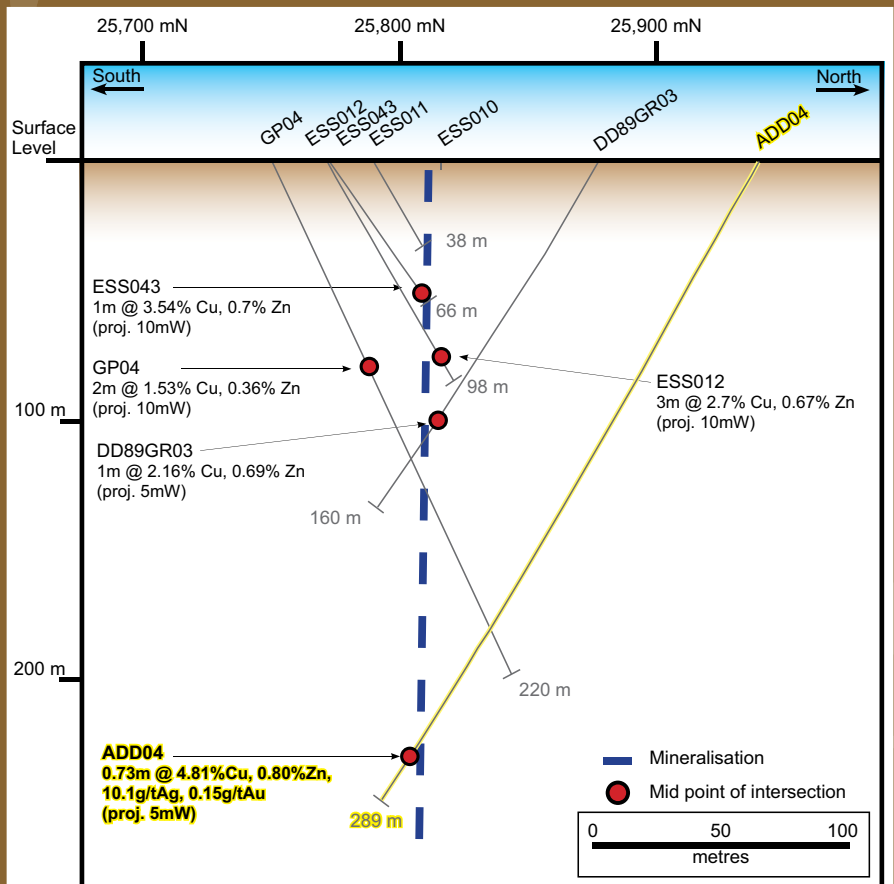 25,700 mN
25,800 mN
25,900 mN
South
North
Surface
Level
GP04
ESS012
ESS043
ESS011
ESS010
DD89GR03
ADD04
38 m
ESS043
1m @ 3.54% Cu, 0.7% Zn
(proj. 10mW)
66 m
GP04
2m @ 1.53% Cu, 0.36% Zn
(proj. 10mW)
98 m
ESS012
3m @ 2.7% Cu, 0.67% Zn
(proj. 10mW)
100 m
DD89GR03
1m @ 2.16% Cu, 0.69% Zn
(proj. 5mW)
160 m
200 m
220 m
ADD04
0.73m @ 4.81%Cu, 0.80%Zn,
10.1g/tAg, 0.15g/tAu
(proj. 5mW)
289 m
Mineralisation
Mid point of intersection
0 50 100
metres